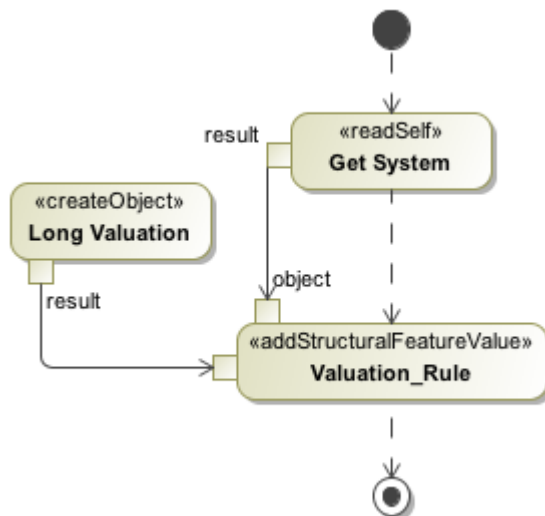 «readSelf»
result
Get System
«createObject»
Long Valuation
object
result
«addStructuralFeatureValue»
Valuation_Rule